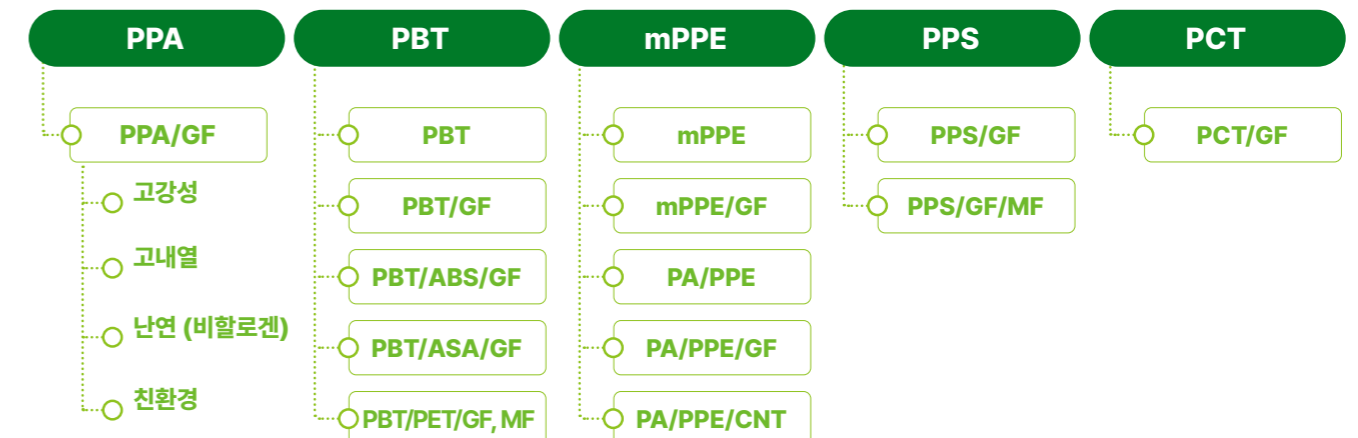 PPA
PPA/GF
고강성
고내열
난연 (비할로겐)
친환경
PBT
PBT
PBT/GF
PBT/ABS/GF
PBT/ASA/GF
PBT/PET/GF, MF
mPPE
mPPE
mPPE/GF
PA/PPE
PA/PPE/GF
PA/PPE/CNT
PPS
PPS/GF
PPS/GF/MF
PCT
PCT/GF